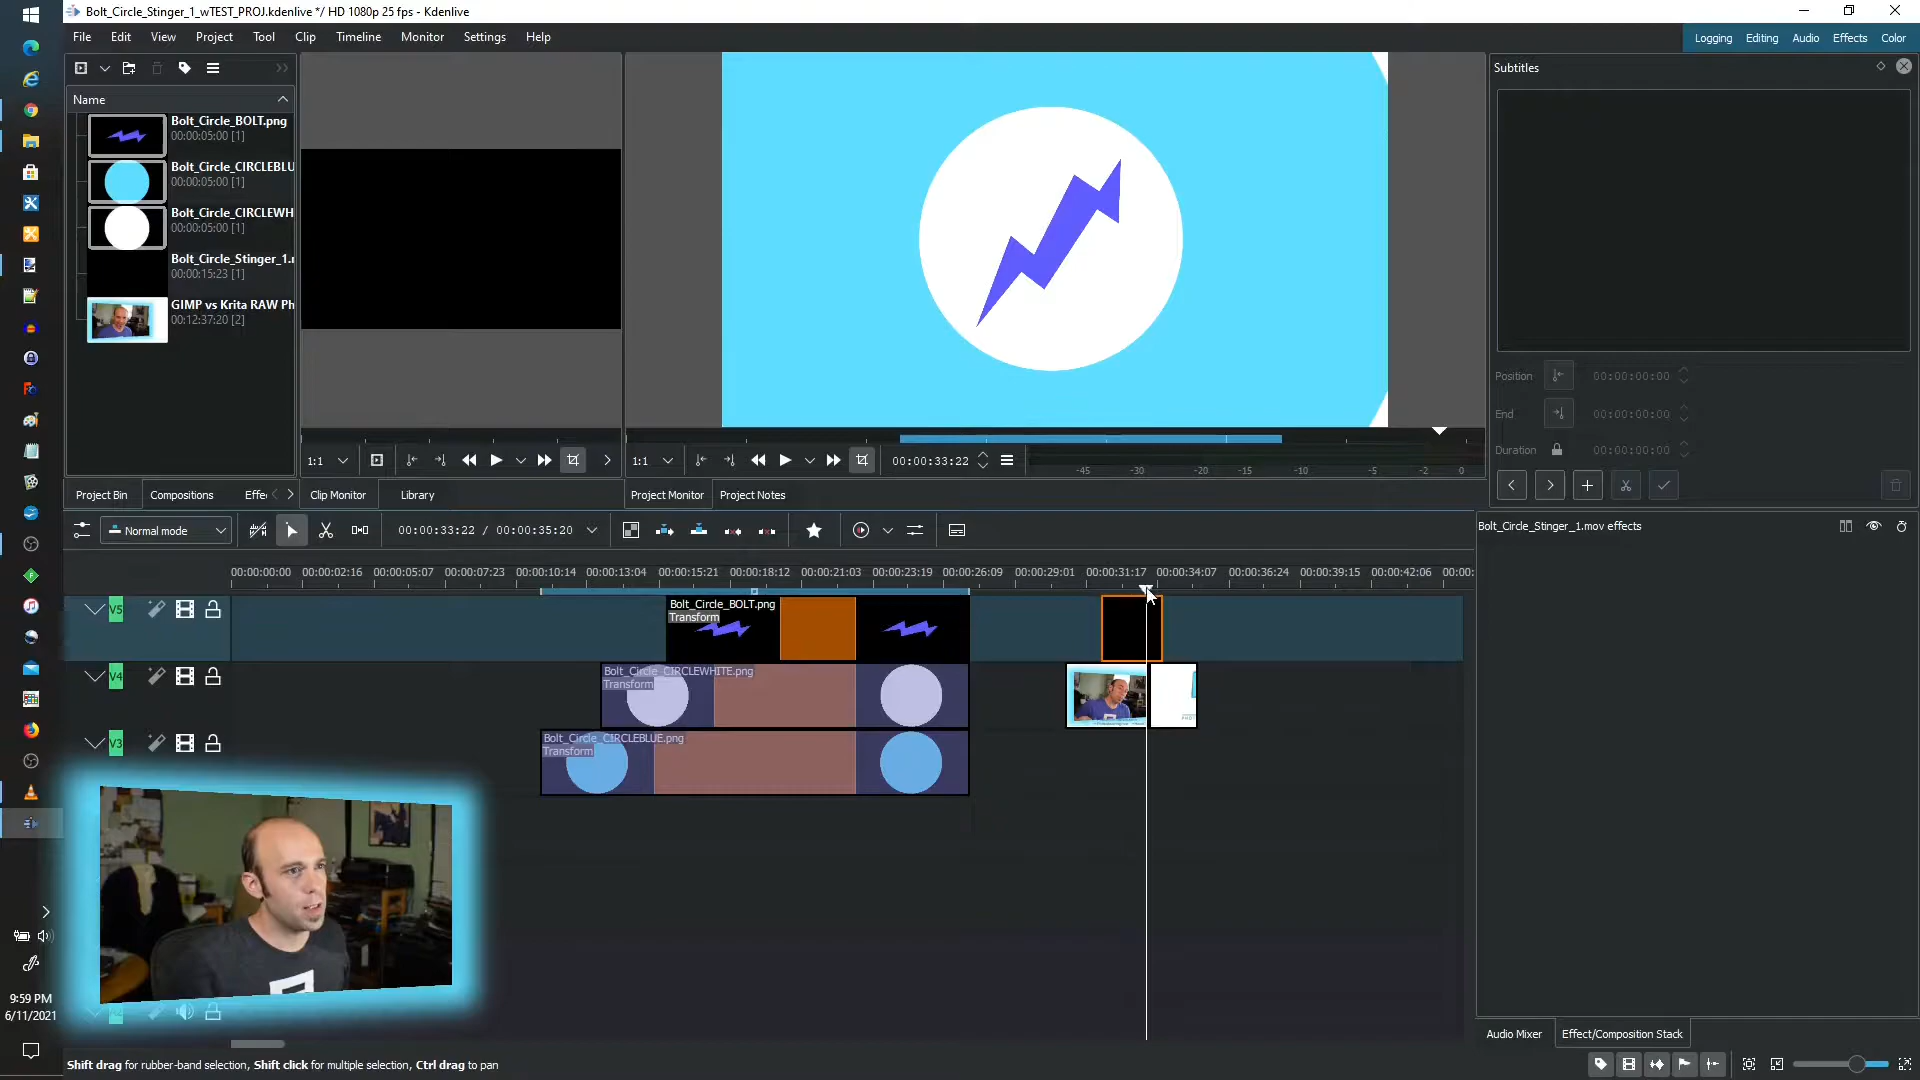 Bolt_Circle_Stinger_1_wTEST_PROJ.kdenlive */ HD 1080p 25 fps - Kdenlive
File Edit View Project Tool Clip Timeline Monitor Settings Help
Logging Editing Audio Effects Color
Name
Bolt_Circle_BOLT.png
00:00:05:00 [1]
Bolt_Circle_CIRCLEBLU
00:00:05:00 [1]
Bolt_Circle_CIRCLEWH
00:00:05:00 [1]
Bolt_Circle_Stinger_1.r
00:00:15:23 [1]
GIMP vs Krita RAW Ph
00:12:37:20 [2]
Subtitles
Position 00:00:00:00
End 00:00:00:00
Duration 00:00:00:00
1:1
1:1 00:00:33:22
-45 -30 -20 -15 -10 -5 -2 0
Project Bin Compositions Effe Clip Monitor Library Project Monitor Project Notes
Normal mode 00:00:33:22 / 00:00:35:20
Bolt_Circle_Stinger_1.mov effects
00:00:00:00 00:00:02:16 00:00:05:07 00:00:07:23 00:00:10:14 00:00:13:04 00:00:15:21 00:00:18:12 00:00:21:03 00:00:23:19 00:00:26:09 00:00:29:01 00:00:31:17 00:00:34:07 00:00:36:24 00:00:39:15 00:00:42:06 00:00:
V5
Bolt_Circle_BOLT.png
Transform
V4
Bolt_Circle_CIRCLEWHITE.png
Transform
V3
Bolt_Circle_CIRCLEBLUE.png
Transform
9:59 PM
6/11/2021
Audio Mixer Effect/Composition Stack
Shift drag for rubber-band selection, Shift click for multiple selection, Ctrl drag to pan